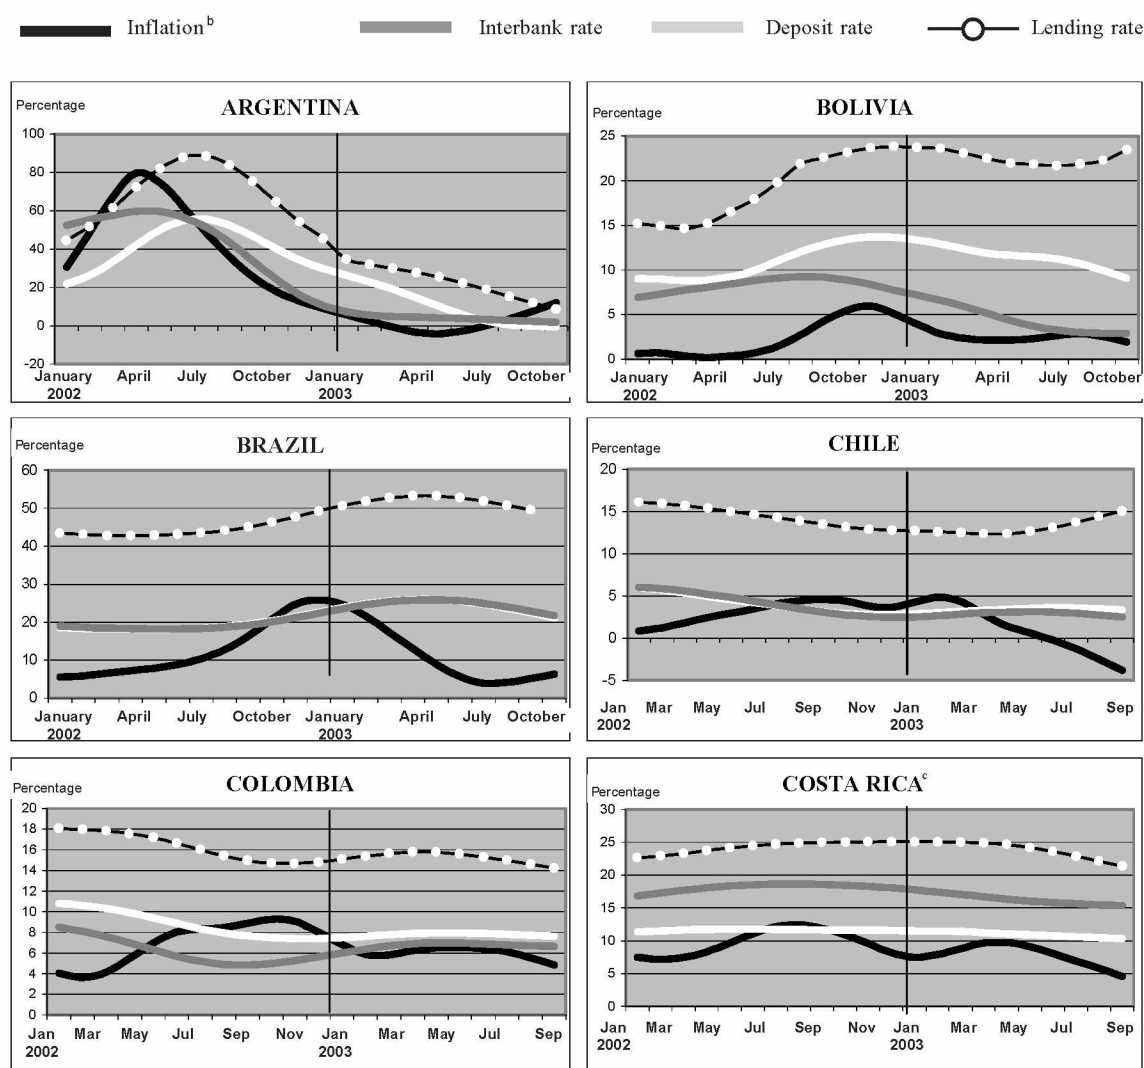 Inflationᵇ Interbank rate Deposit rate Lending rate
ARGENTINA
Percentage
100
80
60
40
20
0
-20
January April July October January April July October
2002 2003
BOLIVIA
Percentage
25
20
15
10
5
0
January April July October January April July October
2002 2003
BRAZIL
Percentage
60
50
40
30
20
10
0
January April July October January April July October
2002 2003
CHILE
Percentage
20
15
10
5
0
-5
Jan Mar May Jul Sep Nov Jan Mar May Jul Sep
2002 2003
COLOMBIA
Percentage
20
18
16
14
12
10
8
6
4
2
0
Jan Mar May Jul Sep Nov Jan Mar May Jul Sep
2002 2003
COSTA RICAᶜ
Percentage
30
25
20
15
10
5
0
Jan Mar May Jul Sep Nov Jan Mar May Jul Sep
2002 2003